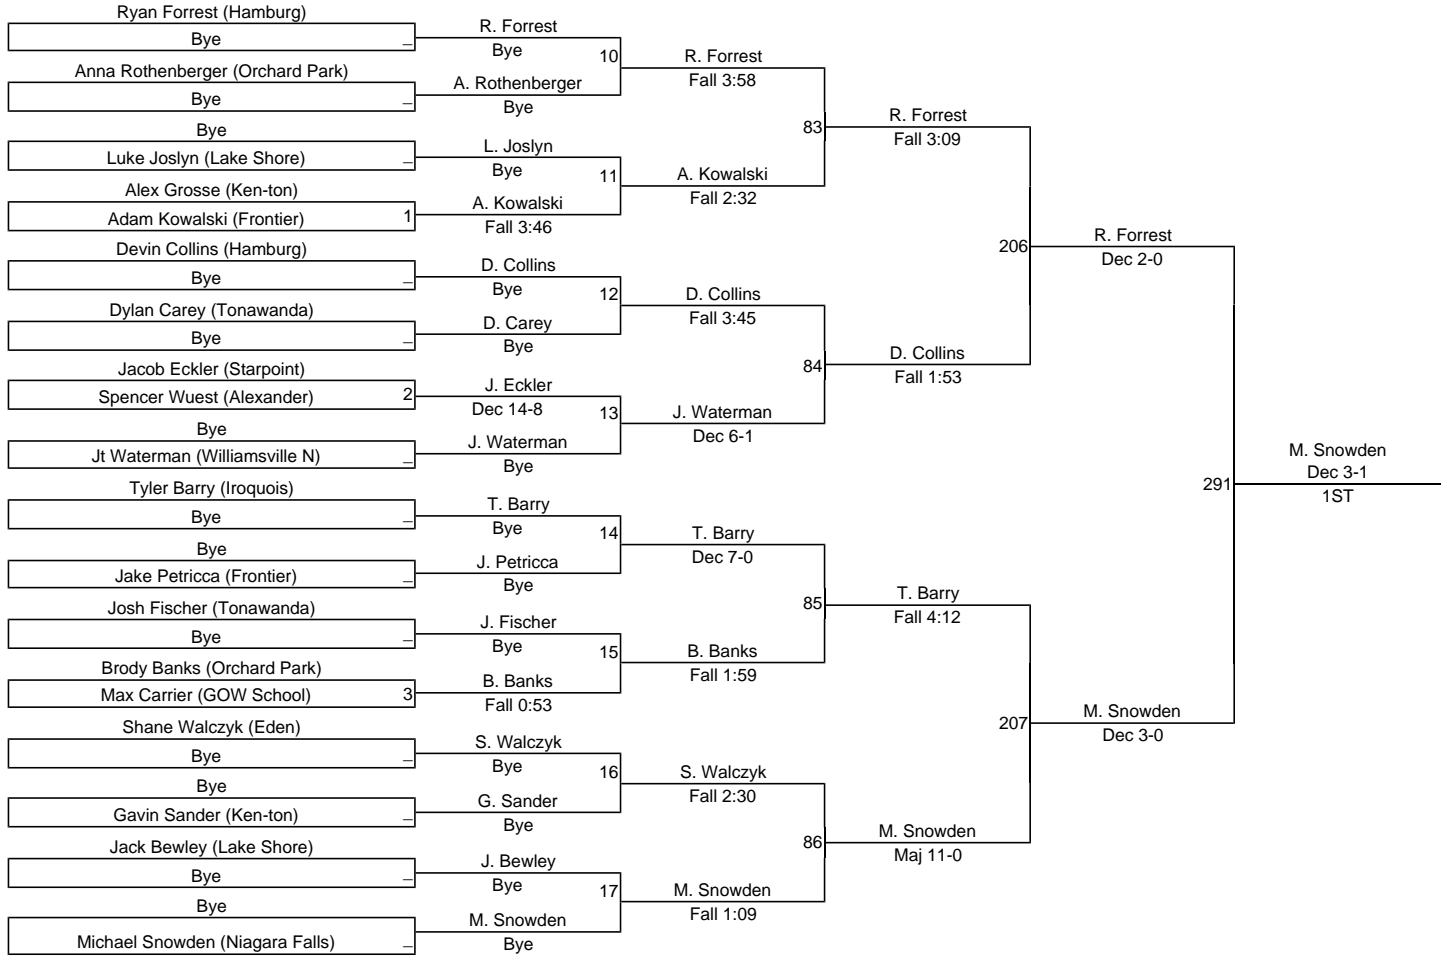 Ryan Forrest (Hamburg)
Bye _
Anna Rothenberger (Orchard Park)
Bye _
Bye
Luke Joslyn (Lake Shore) _
Alex Grosse (Ken-ton)
Adam Kowalski (Frontier) 1
Devin Collins (Hamburg)
Bye _
Dylan Carey (Tonawanda)
Bye _
Jacob Eckler (Starpoint)
Spencer Wuest (Alexander) 2
Bye
Jt Waterman (Williamsville N) _
Tyler Barry (Iroquois)
Bye _
Bye
Jake Petricca (Frontier) _
Josh Fischer (Tonawanda)
Bye _
Brody Banks (Orchard Park)
Max Carrier (GOW School) 3
Shane Walczyk (Eden)
Bye _
Bye
Gavin Sander (Ken-ton) _
Jack Bewley (Lake Shore)
Bye _
Bye
Michael Snowden (Niagara Falls) _
R. Forrest
Bye
10
A. Rothenberger
Bye
L. Joslyn
Bye
11
A. Kowalski
Fall 3:46
D. Collins
Bye
12
D. Carey
Bye
J. Eckler
Dec 14-8
13
J. Waterman
Bye
T. Barry
Bye
14
J. Petricca
Bye
J. Fischer
Bye
15
B. Banks
Fall 0:53
S. Walczyk
Bye
16
G. Sander
Bye
J. Bewley
Bye
17
M. Snowden
Bye
R. Forrest
Fall 3:58
83
A. Kowalski
Fall 2:32
D. Collins
Fall 3:45
84
J. Waterman
Dec 6-1
T. Barry
Dec 7-0
85
B. Banks
Fall 1:59
S. Walczyk
Fall 2:30
86
M. Snowden
Fall 1:09
R. Forrest
Fall 3:09
206
D. Collins
Fall 1:53
T. Barry
Fall 4:12
207
M. Snowden
Maj 11-0
R. Forrest
Dec 2-0
291
M. Snowden
Dec 3-0
M. Snowden
Dec 3-1
1ST